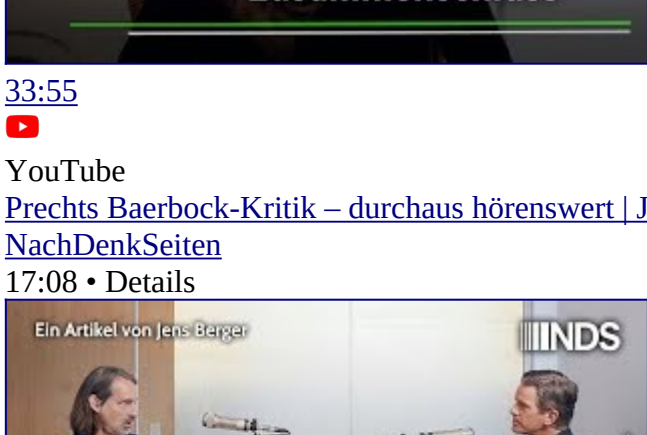 33:55
YouTube
Prechts Baerbock-Kritik – durchaus hörenswert | J
NachDenkSeiten
17:08 • Details
Ein Artikel von Jens Berger
NDS